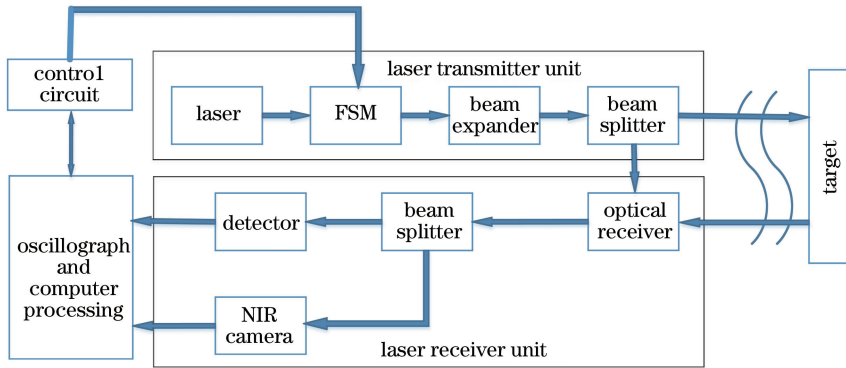 contro1
circuit
laser transmitter unit
laser
FSM
beam
expander
beam
splitter
target
oscillograph
and
computer
processing
detector
beam
splitter
optical
receiver
NIR
camera
laser receiver unit